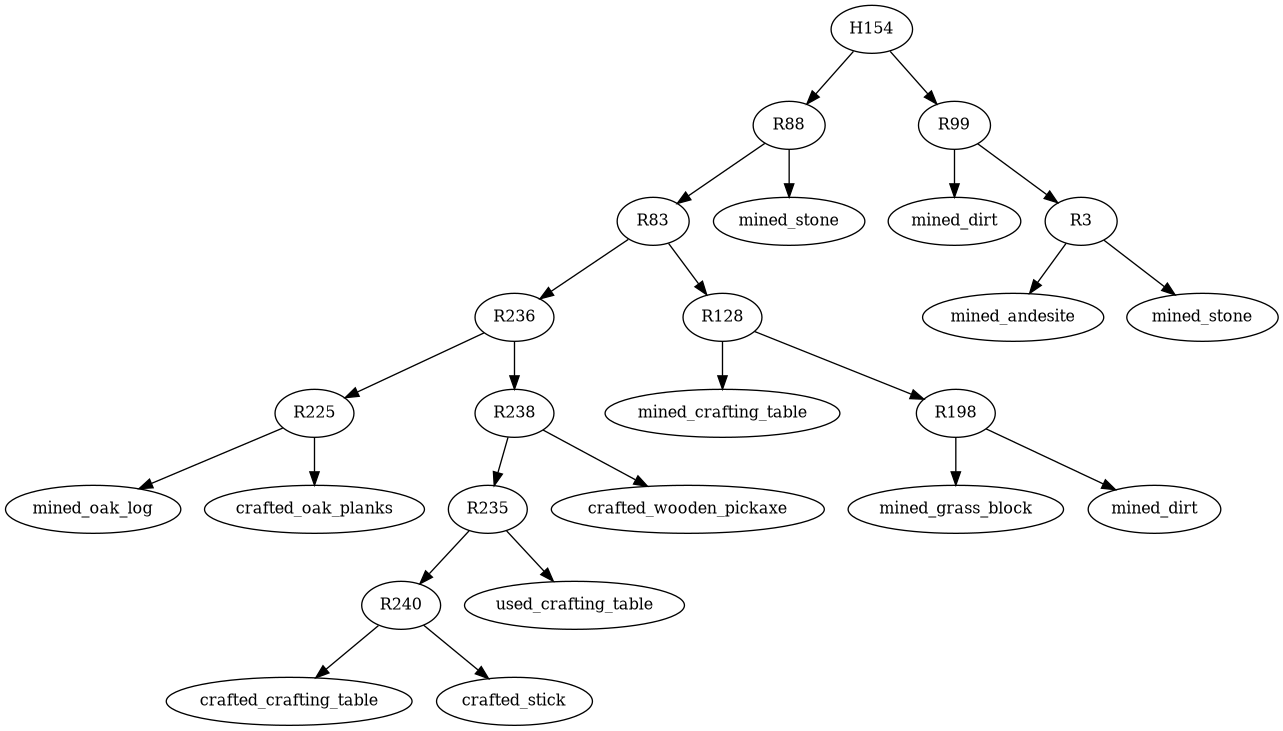 H154
R88
R99
R83
mined_stone
mined_dirt
R3
R236
R128
mined_andesite
mined_stone
R225
R238
mined_crafting_table
R198
mined_oak_log
crafted_oak_planks
R235
crafted_wooden_pickaxe
mined_grass_block
mined_dirt
R240
used_crafting_table
crafted_crafting_table
crafted_stick